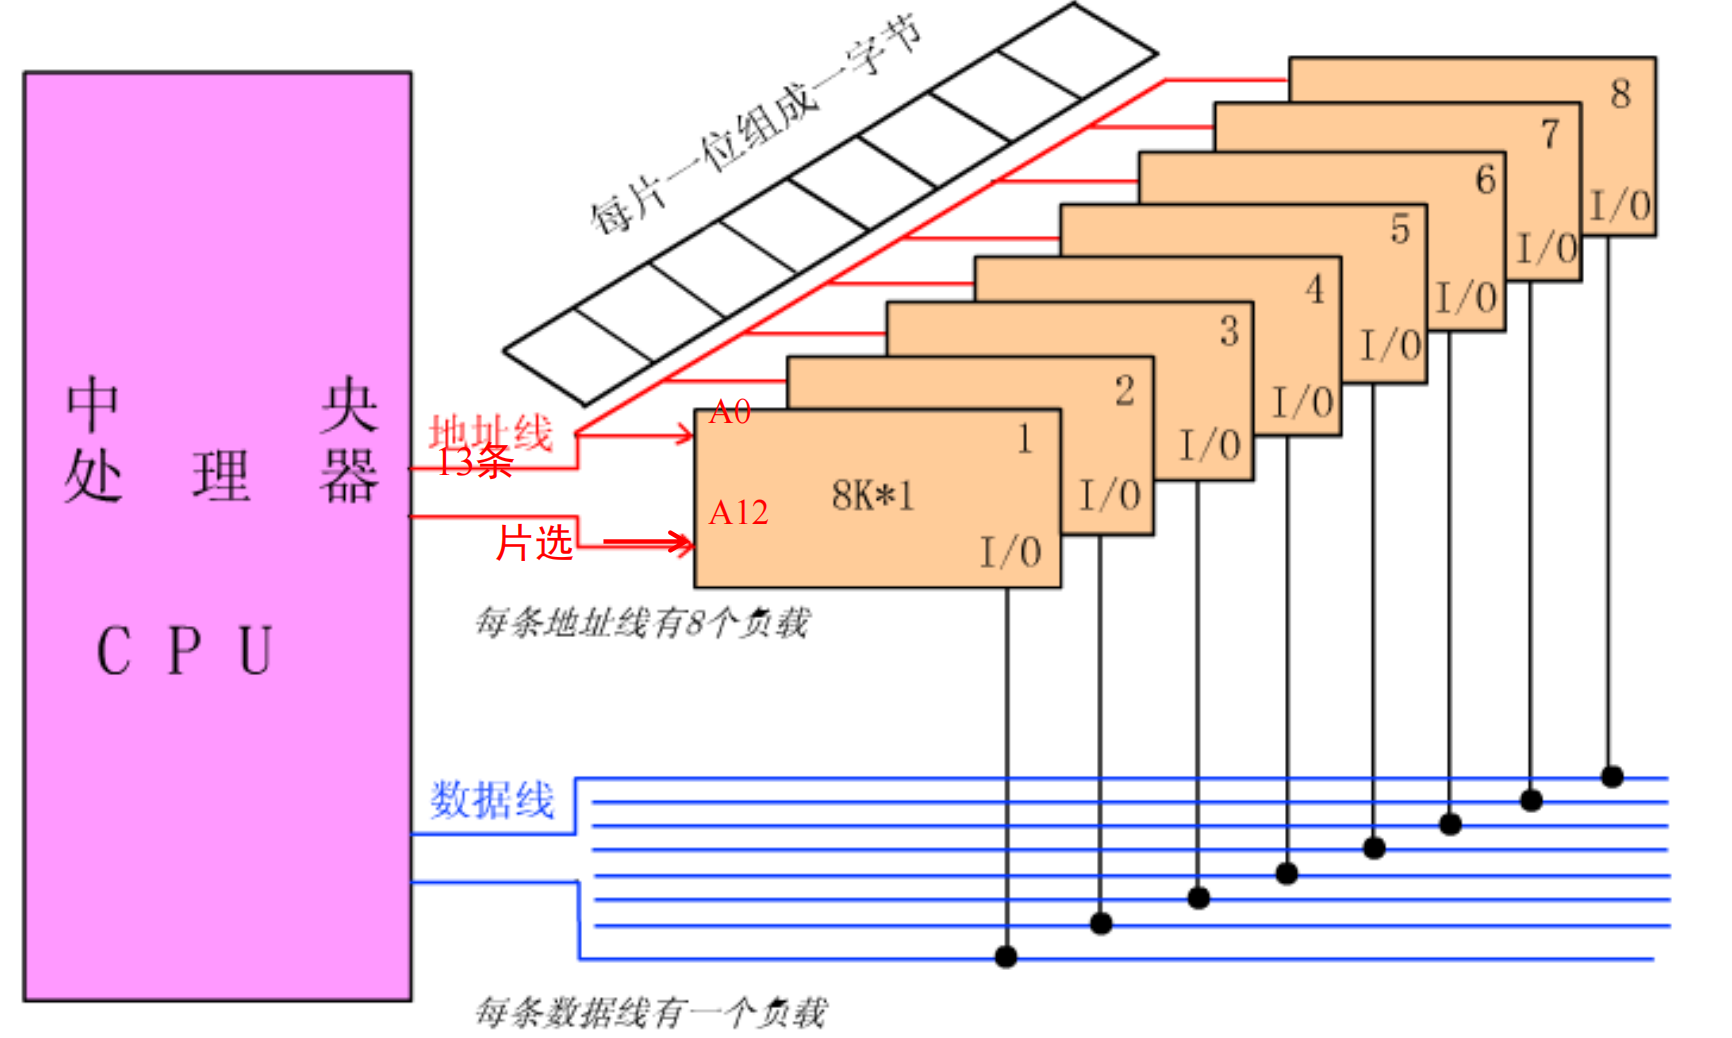 每片一位组成一字节
中 央
处 理 器
C P U
地址线
13条
片选
A0
A12
8K*1
1
I/O
2
I/O
3
I/O
4
I/O
5
I/O
6
I/O
7
I/O
8
I/O
每条地址线有8个负载
数据线
每条数据线有一个负载